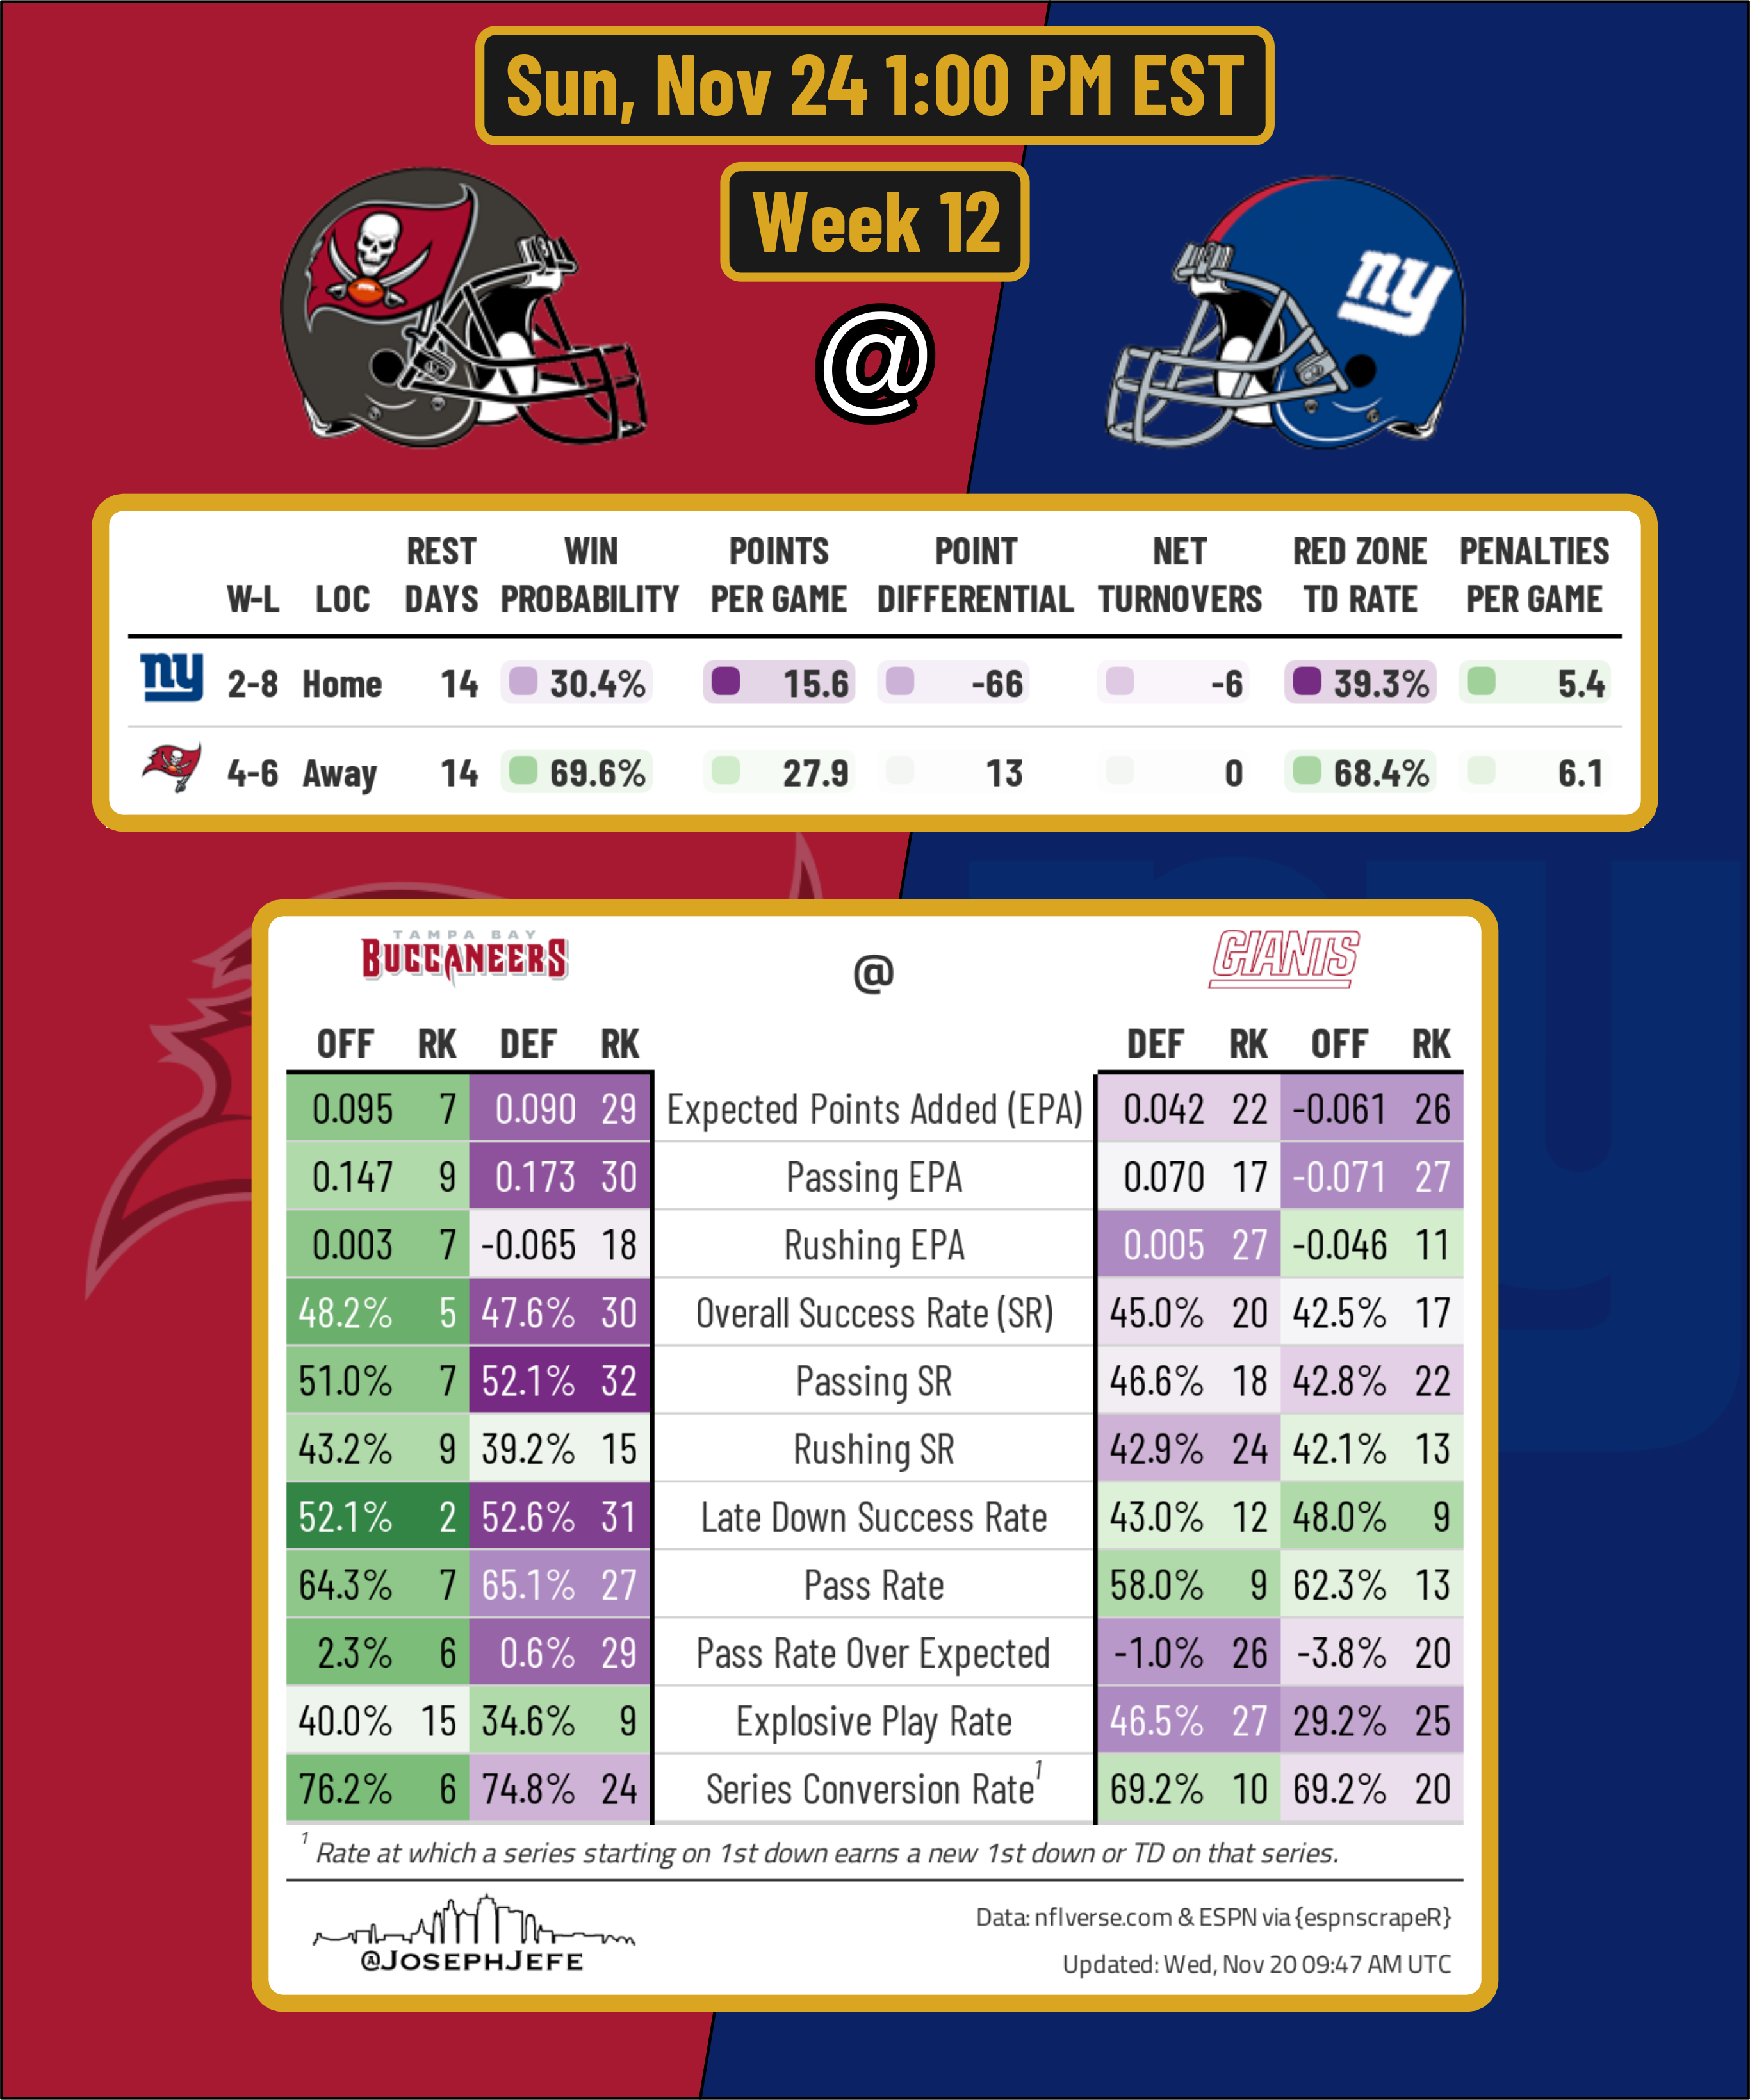 Sun, Nov 24 1:00 PM EST
Week 12
ny
@
REST WIN POINTS POINT NET RED ZONE PENALTIES
W-L LOC DAYS PROBABILITY PER GAME DIFFERENTIAL TURNOVERS TD RATE PER GAME
ny 2-8 Home 14 30.4% 15.6 -66 -6 39.3% 5.4
4-6 Away 14 69.6% 27.9 13 0 68.4% 6.1
TAMPA BAY
BUCCANEERS @ GIANTS
OFF RK DEF RK DEF RK OFF RK
0.095 7 0.090 29 Expected Points Added (EPA) 0.042 22 -0.061 26
0.147 9 0.173 30 Passing EPA 0.070 17 -0.071 27
0.003 7 -0.065 18 Rushing EPA 0.005 27 -0.046 11
48.2% 5 47.6% 30 Overall Success Rate (SR) 45.0% 20 42.5% 17
51.0% 7 52.1% 32 Passing SR 46.6% 18 42.8% 22
43.2% 9 39.2% 15 Rushing SR 42.9% 24 42.1% 13
52.1% 2 52.6% 31 Late Down Success Rate 43.0% 12 48.0% 9
64.3% 7 65.1% 27 Pass Rate 58.0% 9 62.3% 13
2.3% 6 0.6% 29 Pass Rate Over Expected -1.0% 26 -3.8% 20
40.0% 15 34.6% 9 Explosive Play Rate 46.5% 27 29.2% 25
76.2% 6 74.8% 24 Series Conversion Rate¹ 69.2% 10 69.2% 20
¹ Rate at which a series starting on 1st down earns a new 1st down or TD on that series.
@JOSEPHJEFE
Data: nflverse.com & ESPN via {espnscrapeR}
Updated: Wed, Nov 20 09:47 AM UTC